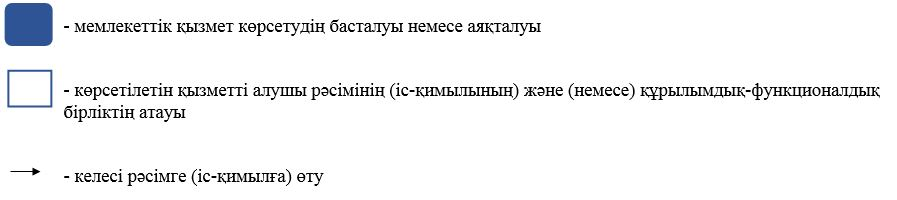 - мемлекеттік қызмет көрсетудің басталуы немесе аяқталуы
- көрсетілетін қызметті алушы рәсімінің (іс-қимылының) және (немесе) құрылымдық-функционалдық
бірліктің атауы
- келесі рәсімге (іс-қимылға) өту